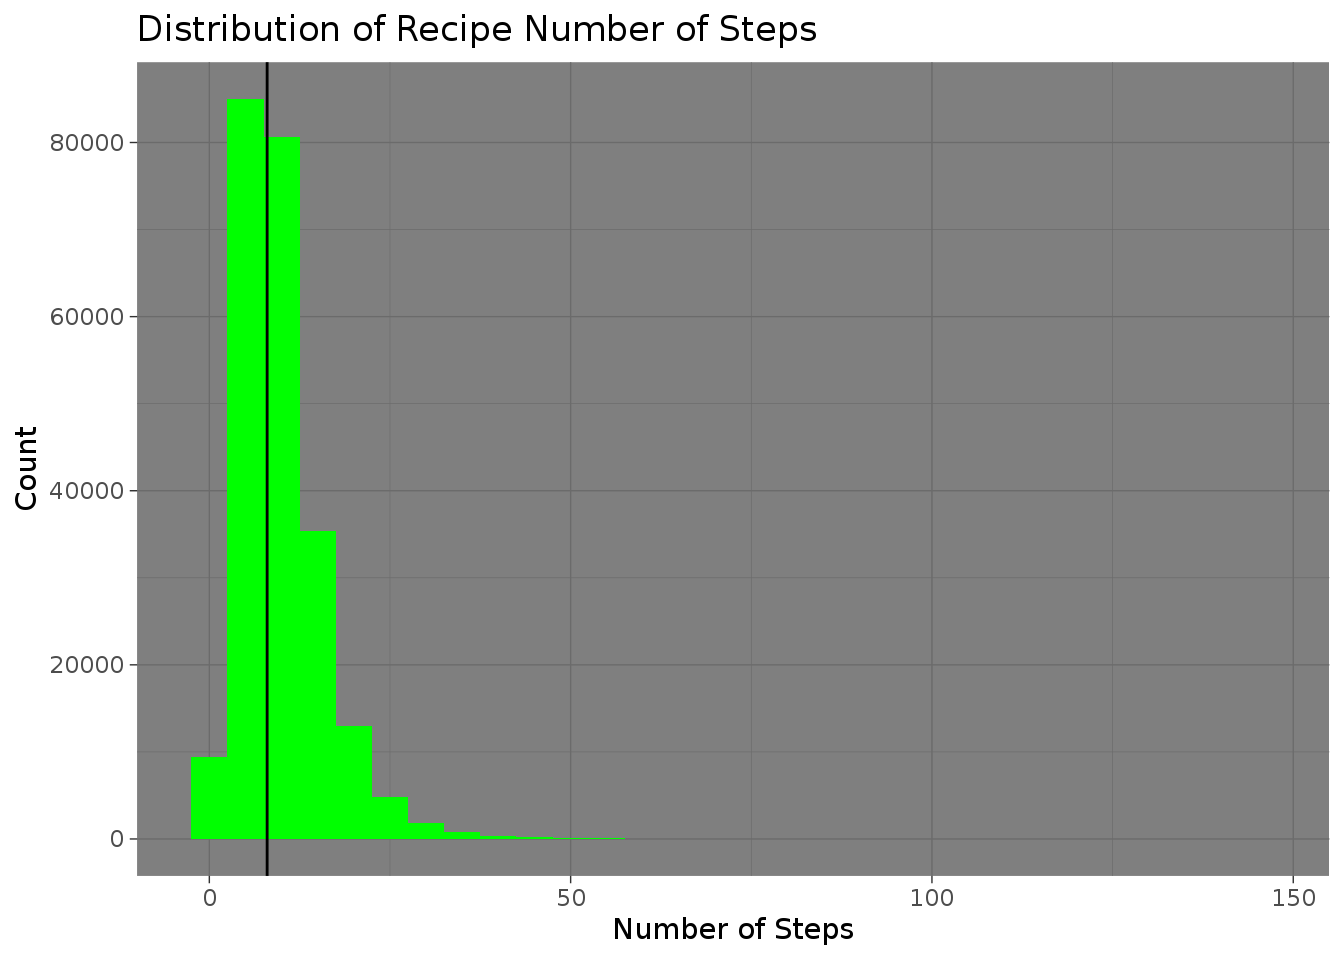 Distribution of Recipe Number of Steps
80000
60000
40000
20000
0
Count
0 50 100 150
Number of Steps